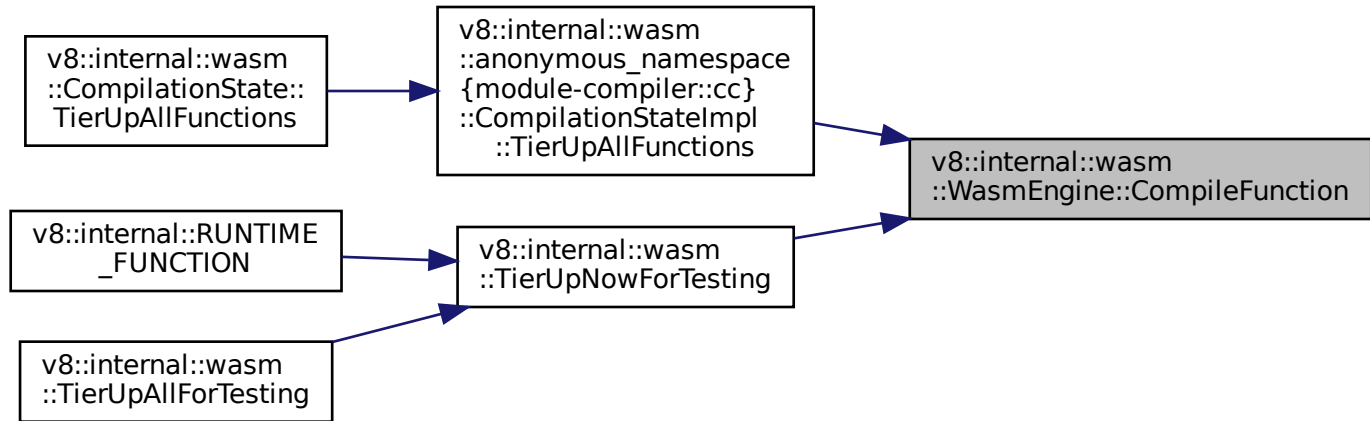 v8::internal::wasm
::CompilationState::
TierUpAllFunctions
v8::internal::wasm
::anonymous_namespace
{module-compiler::cc}
::CompilationStateImpl
::TierUpAllFunctions
v8::internal::wasm
::WasmEngine::CompileFunction
v8::internal::RUNTIME
_FUNCTION
v8::internal::wasm
::TierUpNowForTesting
v8::internal::wasm
::TierUpAllForTesting